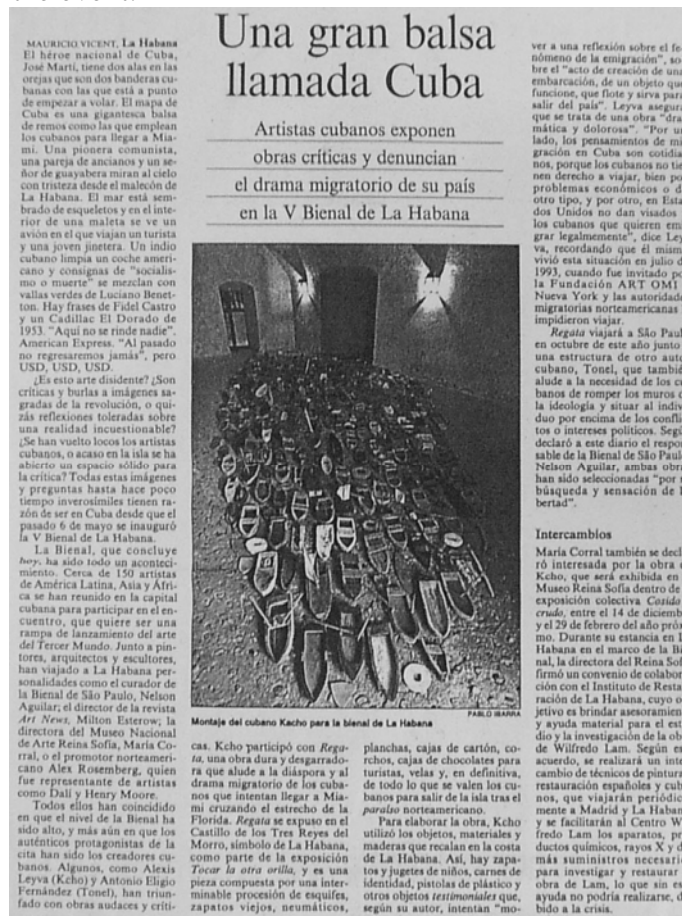 Una gran balsa
llamada Cuba
Artistas cubanos exponen
obras críticas y denuncian
el drama migratorio de su país
en la V Bienal de La Habana
MAURICIO VICENT, La Habana
El héroe nacional de Cuba,
José Martí, tiene dos alas en las
orejas que son dos banderas cu-
banas con las que está a punto
de empezar a volar. El mapa de
Cuba es una gigantesca balsa
de remos como las que emplean
los cubanos para llegar a Mia-
mi. Una pionera comunista,
una pareja de ancianos y un se-
ñor de guayabera miran al cielo
con tristeza desde el malecón de
La Habana. El mar está sem-
brado de esqueletos y en el inte-
rior de una maleta se ve un
avión en el que viajan un turista
y una joven jinetera. Un indio
cubano limpia un coche ameri-
cano y consignas de "socialis-
mo o muerte" se mezclan con
vallas verdes de Luciano Benet-
ton. Hay frases de Fidel Castro
y un Cadillac El Dorado de
1953. "Aquí no se rinde nadie".
American Express. "Al pasado
no regresaremos jamás", pero
USD, USD, USD.
¿Es esto arte disidente? ¿Son
críticas y burlas a imágenes sa-
gradas de la revolución, o qui-
zás reflexiones toleradas sobre
una realidad incuestionable?
¿Se han vuelto locos los artistas
cubanos, o acaso en la isla se ha
abierto un espacio sólido para
la crítica? Todas estas imágenes
y preguntas hasta hace poco
tiempo inverosímiles tienen ra-
zón de ser en Cuba desde que el
pasado 6 de mayo se inauguró
la V Bienal de La Habana.
La Bienal, que concluye
hoy, ha sido todo un aconteci-
miento. Cerca de 150 artistas
de América Latina, Asia y Áfri-
ca se han reunido en la capital
cubana para participar en el en-
cuentro, que quiere ser una
rampa de lanzamiento del arte
del Tercer Mundo. Junto a pin-
tores, arquitectos y escultores,
han viajado a La Habana per-
sonalidades como el curador de
la Bienal de São Paulo, Nelson
Aguilar; el director de la revista
Art News, Milton Esterow; la
directora del Museo Nacional
de Arte Reina Sofía, María Co-
rral, o el promotor norteameri-
cano Alex Rosemberg, quien
fue representante de artistas
como Dalí y Henry Moore.
Todos ellos han coincidido
en que el nivel de la Bienal ha
sido alto, y más aún en que los
auténticos protagonistas de la
cita han sido los creadores cu-
banos. Algunos, como Alexis
Leyva (Kcho) y Antonio Eligio
Fernández (Tonel), han triun-
fado con obras audaces y críti-
PABLO IBARRA
Montaje del cubano Kacho para la bienal de La Habana
cas. Kcho participó con Rega-
ta, una obra dura y desgarrado-
ra que alude a la diáspora y al
drama migratorio de los cuba-
nos que intentan llegar a Mia-
mi cruzando el estrecho de la
Florida. Regata se expuso en el
Castillo de los Tres Reyes del
Morro, símbolo de La Habana,
como parte de la exposición
Tocar la otra orilla, y es una
pieza compuesta por una inter-
minable procesión de esquifes,
zapatos viejos, neumáticos,
planchas, cajas de cartón, co-
rchos, cajas de chocolates para
turistas, velas y, en definitiva,
de todo lo que se valen los cu-
banos para salir de la isla tras el
paraíso norteamericano.
Para elaborar la obra, Kcho
utilizó los objetos, materiales y
maderas que recalan en la costa
de La Habana. Así, hay zapa-
tos y jugetes de niños, carnes de
identidad, pistolas de plástico y
otros objetos testimoniales que,
según su autor, intentan "mo-
ver a una reflexión sobre el fe-
nómeno de la emigración", so-
bre el "acto de creación de una
embarcación, de un objeto que
funcione, que flote y sirva para
salir del país". Leyva asegura
que se trata de una obra "dra-
mática y dolorosa". "Por un
lado, los pensamientos de mi-
gración en Cuba son cotidia-
nos, porque los cubanos no tie-
nen derecho a viajar, bien por
problemas económicos o d
otro tipo, y por otro, en Esta
dos Unidos no dan visados
los cubanos que quieren em
grar legalmente", dice Ley
va, recordando que él mism
vivió esta situación en julio d
1993, cuando fue invitado po
la Fundación ART OMI
Nueva York y las autoridade
migratorias norteamericanas
impidieron viajar.
Regata viajará a São Paul
en octubre de este año junto
una estructura de otro auto
cubano, Tonel, que tambié
alude a la necesidad de los cu
banos de romper los muros d
la ideología y situar al indiv
duo por encima de los confli
tos o intereses políticos. Segú
declaró a este diario el respon
sable de la Bienal de São Paul
Nelson Aguilar, ambas obr
han sido seleccionadas "por
búsqueda y sensación de l
bertad".
Intercambios
María Corral también se decl
ró interesada por la obra
Kcho, que será exhibida en
Museo Reina Sofía dentro de
exposición colectiva Cosido
crudo, entre el 14 de diciemb
y el 29 de febrero del año próx
mo. Durante su estancia en L
Habana en el marco de la Bi
nal, la directora del Reina Sof
firmó un convenio de colabor
ción con el Instituto de Resta
ración de La Habana, cuyo o
jetivo es brindar asesoramien
y ayuda material para el est
dio y la investigación de la ob
de Wilfredo Lam. Según es
acuerdo, se realizará un inte
cambio de técnicos de pintura
restauración españoles y cub
nos, que viajarán periódic
mente a Madrid y La Haban
y se facilitarán al Centro W
fredo Lam los aparatos, pr
ductos químicos, rayos X y d
más suministros necesario
para investigar y restaurar
obra de Lam, lo que sin es
ayuda no podría realizarse, d
bido a la crisis.